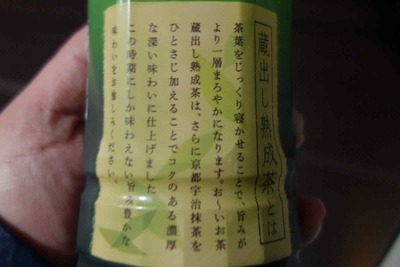 蔵出し熟成茶とは
茶葉をじっくり寝かせることで、旨みが
より一層まろやかになります。お〜いお茶
蔵出し熟成茶は、さらに京都宇治抹茶を
ひとさじ加えることでコクのある濃厚
な深い味わいに仕上げました。
この時期にしか味わえない旨み豊かな
味わいをお愉しみください。